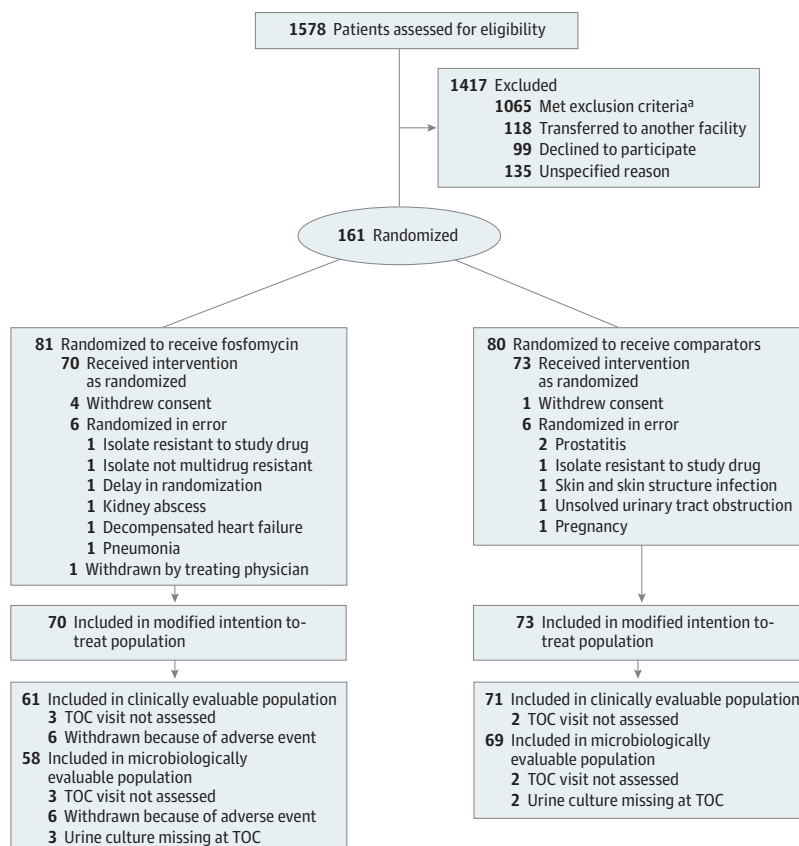 1578 Patients assessed for eligibility
1417 Excluded
1065 Met exclusion criteriaª
118 Transferred to another facility
99 Declined to participate
135 Unspecified reason
161 Randomized
81 Randomized to receive fosfomycin
70 Received intervention
as randomized
4 Withdrew consent
6 Randomized in error
1 Isolate resistant to study drug
1 Isolate not multidrug resistant
1 Delay in randomization
1 Kidney abscess
1 Decompensated heart failure
1 Pneumonia
1 Withdrawn by treating physician
80 Randomized to receive comparators
73 Received intervention
as randomized
1 Withdrew consent
6 Randomized in error
2 Prostatitis
1 Isolate resistant to study drug
1 Skin and skin structure infection
1 Unsolved urinary tract obstruction
1 Pregnancy
70 Included in modified intention to-
treat population
73 Included in modified intention to-
treat population
61 Included in clinically evaluable population
3 TOC visit not assessed
6 Withdrawn because of adverse event
58 Included in microbiologically
evaluable population
3 TOC visit not assessed
6 Withdrawn because of adverse event
3 Urine culture missing at TOC
71 Included in clinically evaluable population
2 TOC visit not assessed
69 Included in microbiologically
evaluable population
2 TOC visit not assessed
2 Urine culture missing at TOC